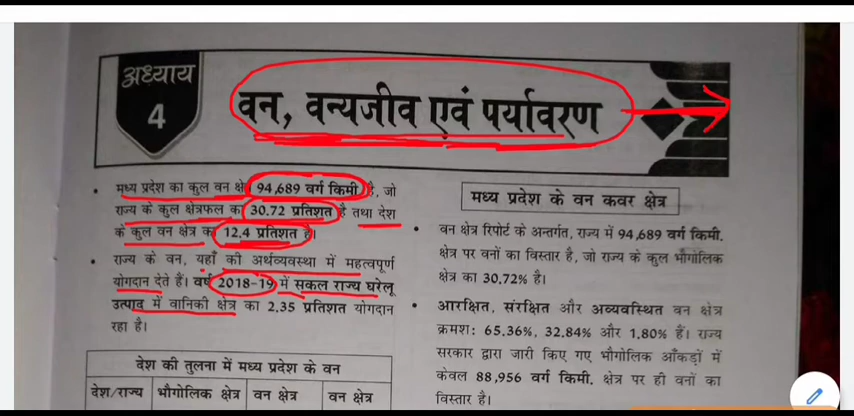 अध्याय
4
वन, वन्यजीव एवं पर्यावरण
• मध्य प्रदेश का कुल वन क्षे 94,689 वर्ग किमी है, जो
राज्य के कुल क्षेत्रफल का 30.72 प्रतिशत है तथा देश
के कुल वन क्षेत्र का 12.4 प्रतिशत है।
• राज्य के वन, यहाँ की अर्थव्यवस्था में महत्वपूर्ण
योगदान देते हैं। वर्ष 2018-19 में सकल राज्य घरेलू
उत्पाद में वानिकी क्षेत्र का 2.35 प्रतिशत योगदान
रहा है।
देश की तुलना में मध्य प्रदेश के वन
देश/राज्य भौगोलिक क्षेत्र वन क्षेत्र वन क्षेत्र
मध्य प्रदेश के वन कवर क्षेत्र
• वन क्षेत्र रिपोर्ट के अन्तर्गत, राज्य में 94,689 वर्ग किमी.
क्षेत्र पर वनों का विस्तार है, जो राज्य के कुल भौगोलिक
क्षेत्र का 30.72% है।
• आरक्षित, संरक्षित और अव्यवस्थित वन क्षेत्र
क्रमश: 65.36%, 32.84% और 1.80% हैं। राज्य
सरकार द्वारा जारी किए गए भौगोलिक आँकड़ों में
केवल 88,956 वर्ग किमी. क्षेत्र पर ही वनों का
विस्तार है।